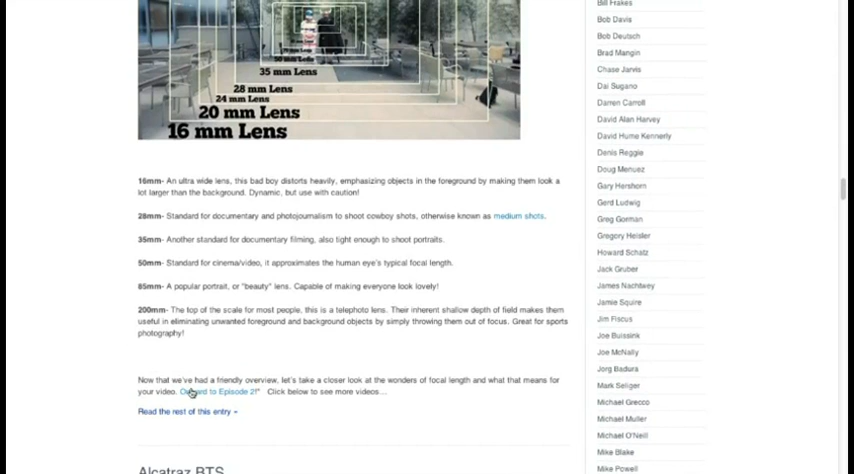 35 mm Lens
28 mm Lens
24 mm Lens
20 mm Lens
16 mm Lens
16mm- An ultra wide lens, this bad boy distorts heavily, emphasizing objects in the foreground by making them look a
lot larger than the background. Dynamic, but use with caution!
28mm- Standard for documentary and photojournalism to shoot cowboy shots, otherwise known as medium shots.
35mm- Another standard for documentary filming, also tight enough to shoot portraits.
50mm- Standard for cinema/video, it approximates the human eye's typical focal length.
85mm- A popular portrait, or "beauty" lens. Capable of making everyone look lovely!
200mm- The top of the scale for most people, this is a telephoto lens. Their inherent shallow depth of field makes them
useful in eliminating unwanted foreground and background objects by simply throwing them out of focus. Great for sports
photography!
Now that we've had a friendly overview, let's take a closer look at the wonders of focal length and what that means for
your video. Onward to Episode 2!" Click below to see more videos…
Read the rest of this entry »
Alcatraz BTS
Bill Frakes
Bob Davis
Bob Deutsch
Brad Mangin
Chase Jarvis
Dai Sugano
Darren Carroll
David Alan Harvey
David Hume Kennerly
Denis Reggie
Doug Menuez
Gary Hershorn
Gerd Ludwig
Greg Gorman
Gregory Heisler
Howard Schatz
Jack Gruber
James Nachtwey
Jamie Squire
Jim Fiscus
Joe Buissink
Joe McNally
Jorg Badura
Mark Seliger
Michael Grecco
Michael Muller
Michael O'Neill
Mike Blake
Mike Powell